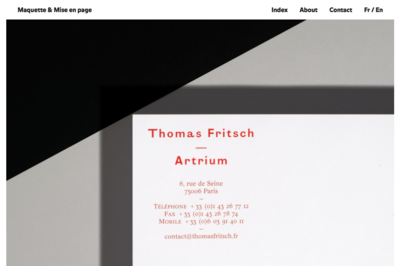 Maquette & Mise en page
Index
About
Contact
Fr / En
Thomas Fritsch
—
Artrium
6, rue de Seine
75006 Paris
–
Téléphone +33 (0)1 43 26 77 12
Fax +33 (0)1 43 26 78 74
Mobile +33 (0)6 03 91 40 11
–
contact@thomasfritsch.fr